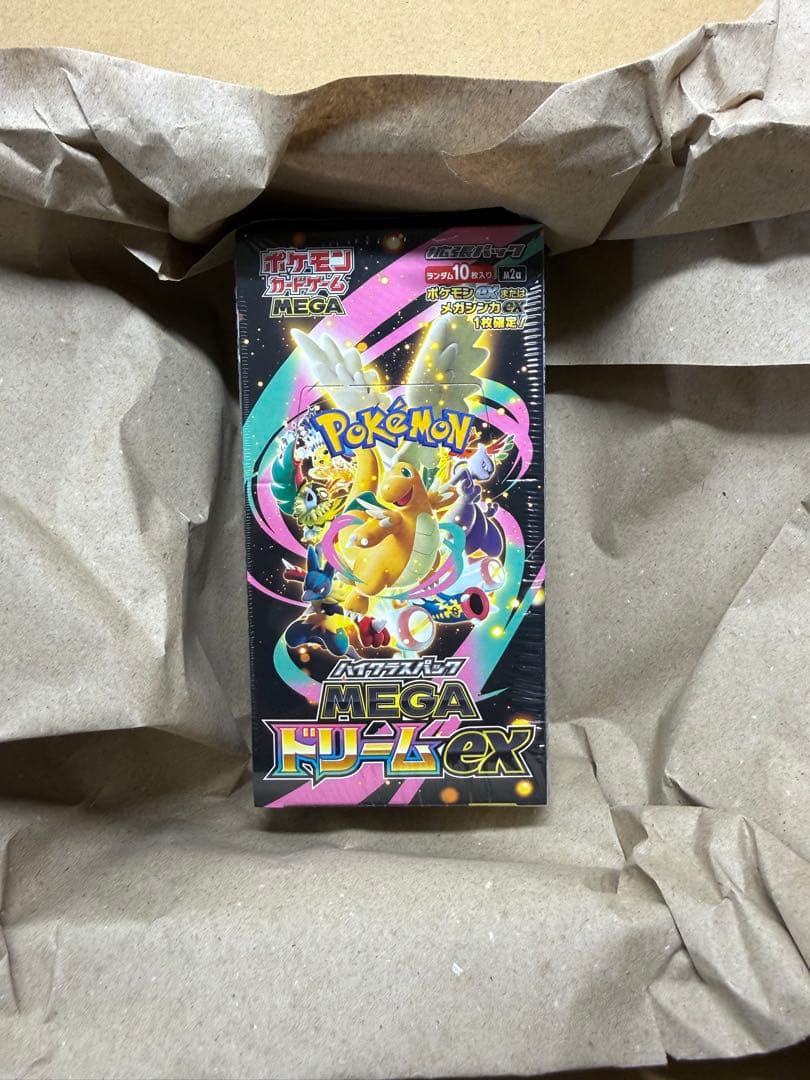 ポケモン
カードゲーム
MEGA
拡張パック
ランダム10枚入り M2a
ポケモンexまたは
メガシンカex
1枚確定!
POKéMON
ハイクラスパック
MEGA
ドリームex